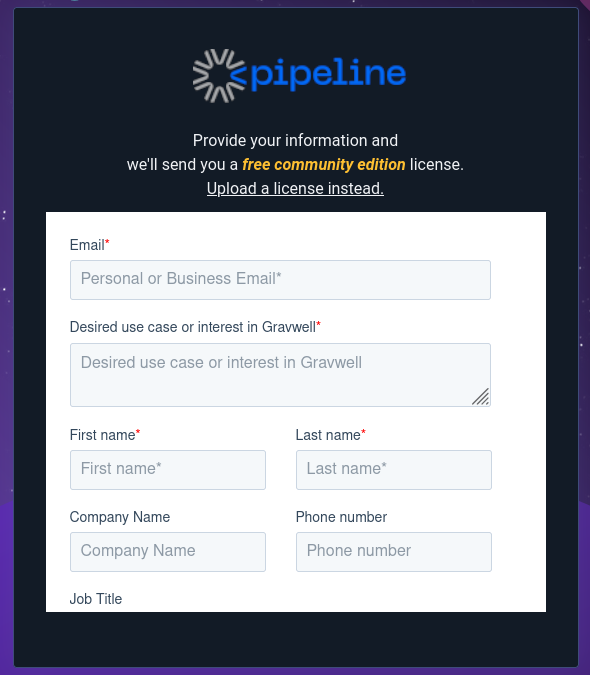 pipeline
Provide your information and
we'll send you a free community edition license.
Upload a license instead.
Email*
Personal or Business Email*
Desired use case or interest in Gravwell*
Desired use case or interest in Gravwell
First name* Last name*
First name* Last name*
Company Name Phone number
Company Name Phone number
Job Title